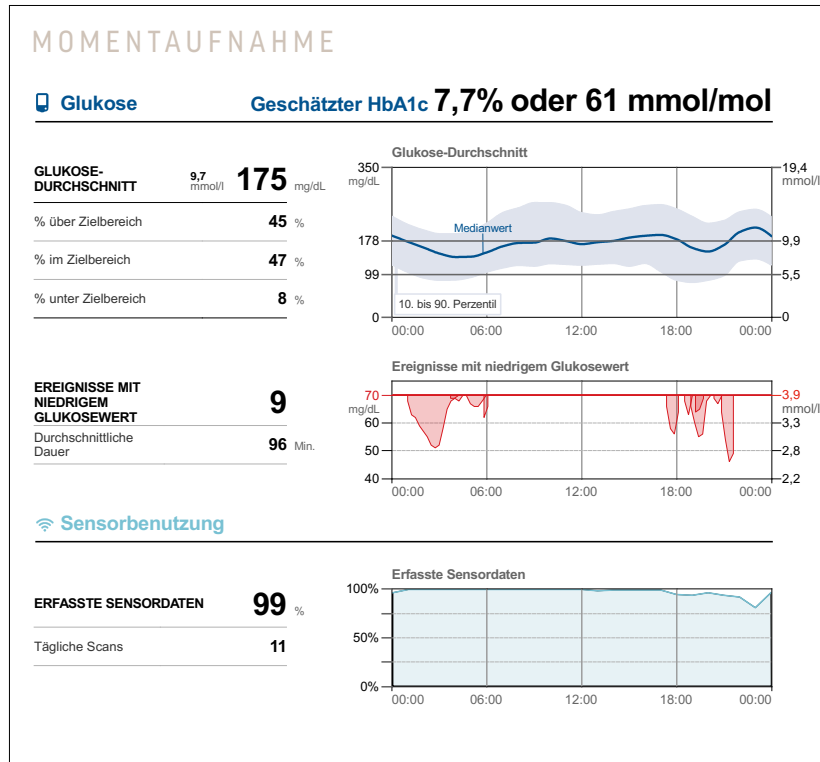 MOMENTAUFNAHME
Glukose
Geschätzter HbA1c 7,7% oder 61 mmol/mol
GLUKOSE-
DURCHSCHNITT
9,7
mmol/l
175 mg/dL
% über Zielbereich 45 %
% im Zielbereich 47 %
% unter Zielbereich 8 %
Glukose-Durchschnitt
350
mg/dL
178
99
0
19,4
mmol/l
9,9
5,5
0
Medianwert
10. bis 90. Perzentil
00:00 06:00 12:00 18:00 00:00
EREIGNISSE MIT
NIEDRIGEM
GLUKOSEWERT
9
Durchschnittliche
Dauer
96 Min.
Ereignisse mit niedrigem Glukosewert
70
mg/dL
60
50
40
3,9
mmol/l
3,3
2,8
2,2
00:00 06:00 12:00 18:00 00:00
Sensorbenutzung
ERFASSTE SENSORDATEN 99 %
Tägliche Scans 11
Erfasste Sensordaten
100%
50%
0%
00:00 06:00 12:00 18:00 00:00